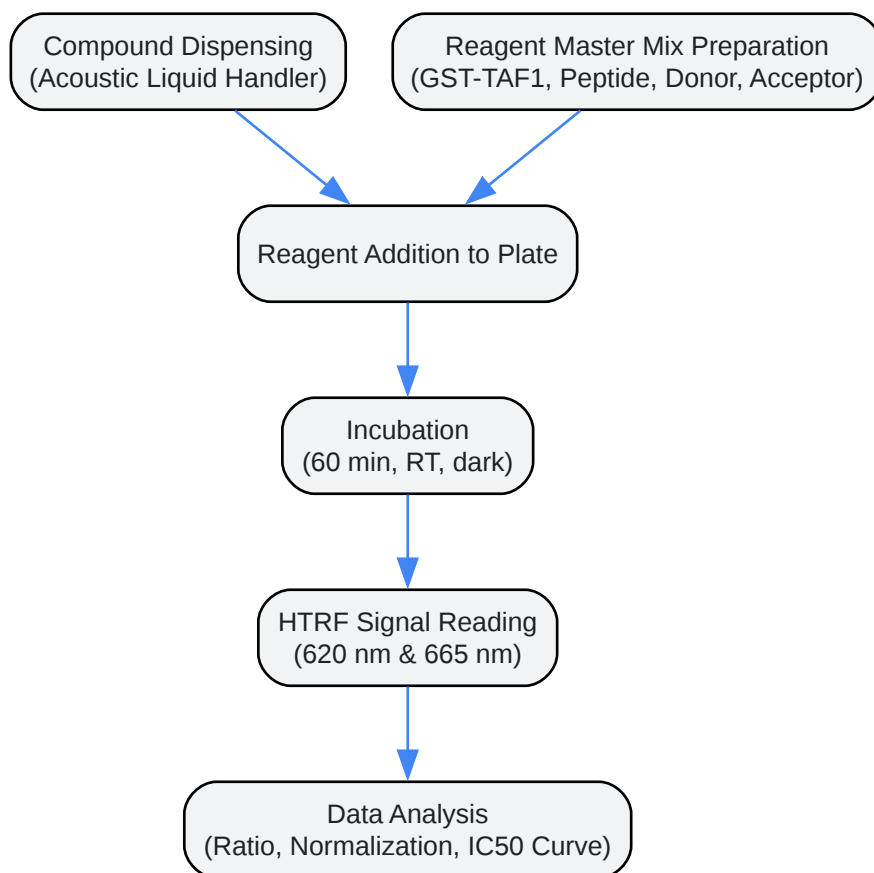 Compound Dispensing
(Acoustic Liquid Handler)
Reagent Master Mix Preparation
(GST-TAF1, Peptide, Donor, Acceptor)
Reagent Addition to Plate
Incubation
(60 min, RT, dark)
HTRF Signal Reading
(620 nm & 665 nm)
Data Analysis
(Ratio, Normalization, IC50 Curve)